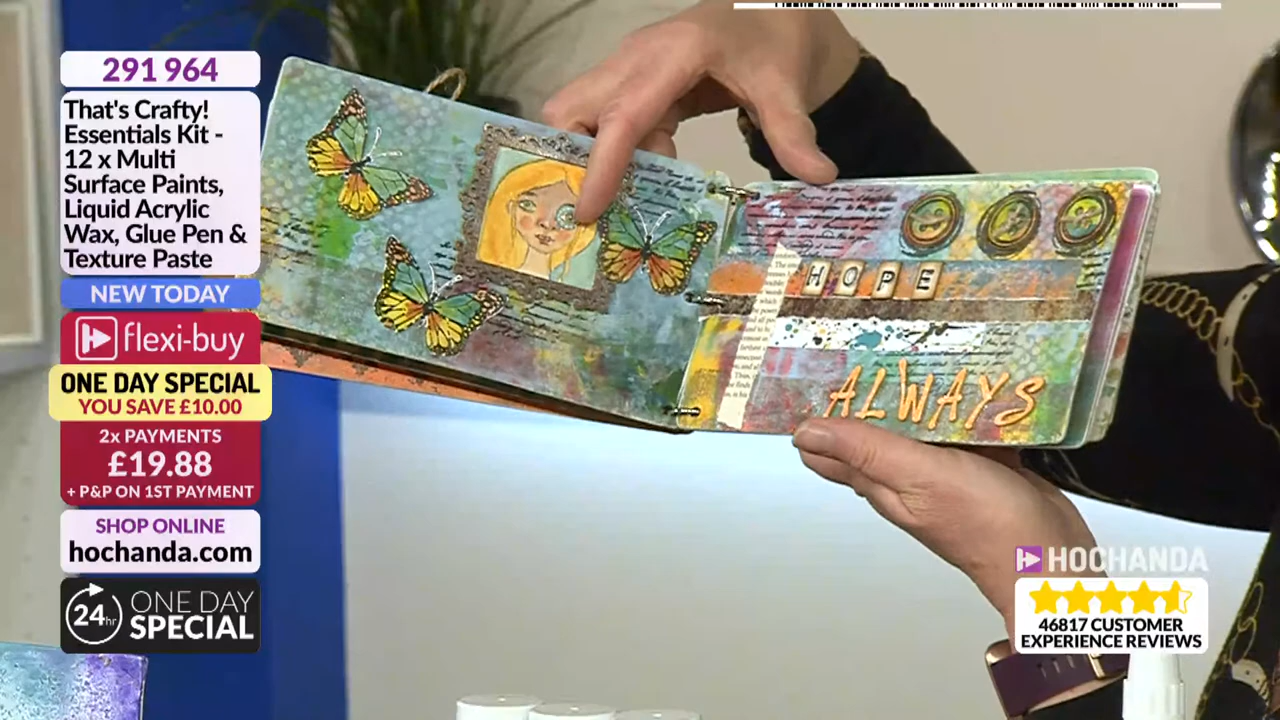 291 964
That's Crafty!
Essentials Kit -
12 x Multi
Surface Paints,
Liquid Acrylic
Wax, Glue Pen &
Texture Paste
NEW TODAY
flexi-buy
ONE DAY SPECIAL
YOU SAVE £10.00
2x PAYMENTS
£19.88
+ P&P ON 1ST PAYMENT
SHOP ONLINE
hochanda.com
24hr ONE DAY
SPECIAL
HOPE
ALWAYS
HOCHANDA
46817 CUSTOMER
EXPERIENCE REVIEWS